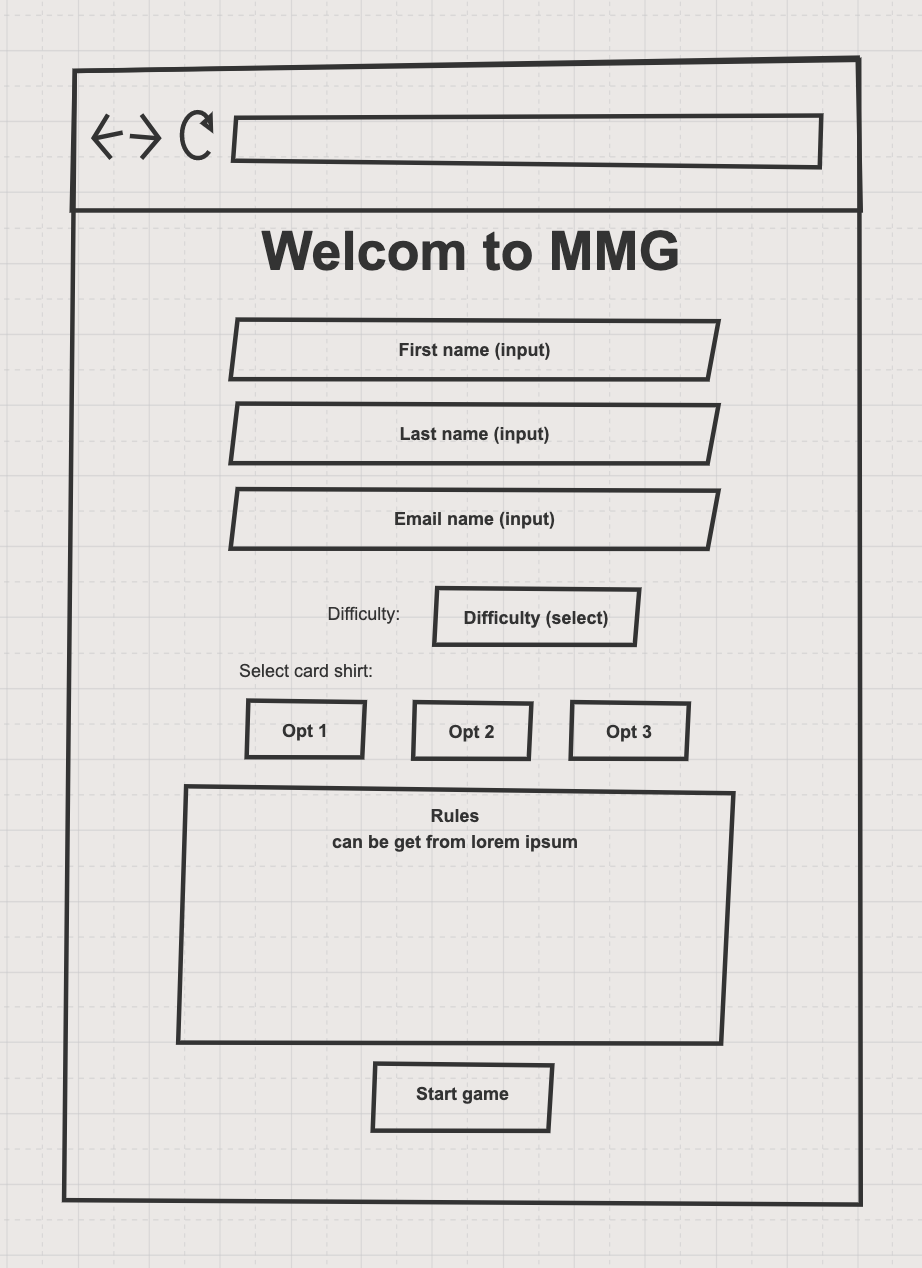 Welcom to MMG
First name (input)
Last name (input)
Email name (input)
Difficulty:
Difficulty (select)
Select card shirt:
Opt 1
Opt 2
Opt 3
Rules
can be get from lorem ipsum
Start game